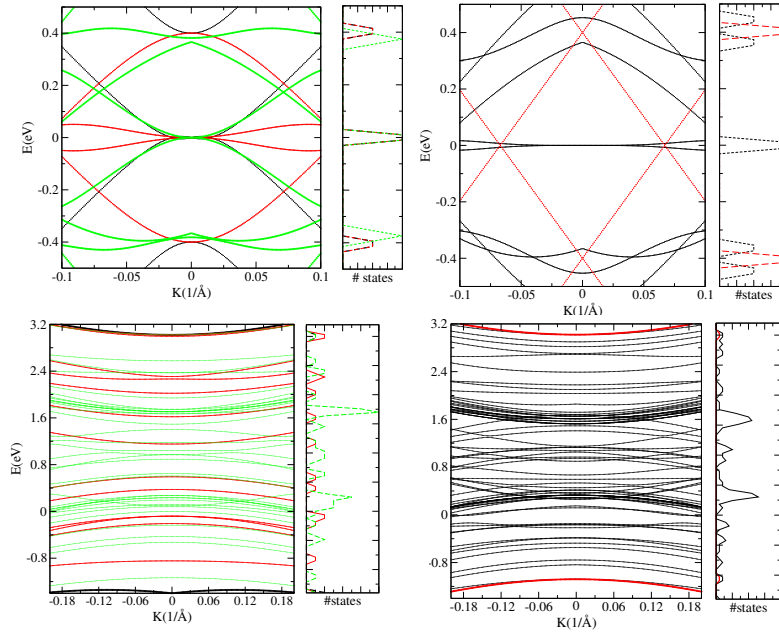 0.4
0.2
0
-0.2
-0.4
E(eV)
-0.1 -0.05 0 0.05 0.1
K(1/Å) # states
0.4
0.2
0
-0.2
-0.4
E(eV)
0.1 0.05 0 0.05 0.1
K(1/Å) #states
3.2
2.4
1.6
0.8
0
-0.8
E(eV)
-0.18 -0.12 -0.06 0 0.06 0.12 0.18
K(1/Å) #states
3.2
2.4
1.6
0.8
0
-0.8
E(eV)
-0.18 -0.12 -0.06 0 0.06 0.12 0.18
K(1/Å) #states